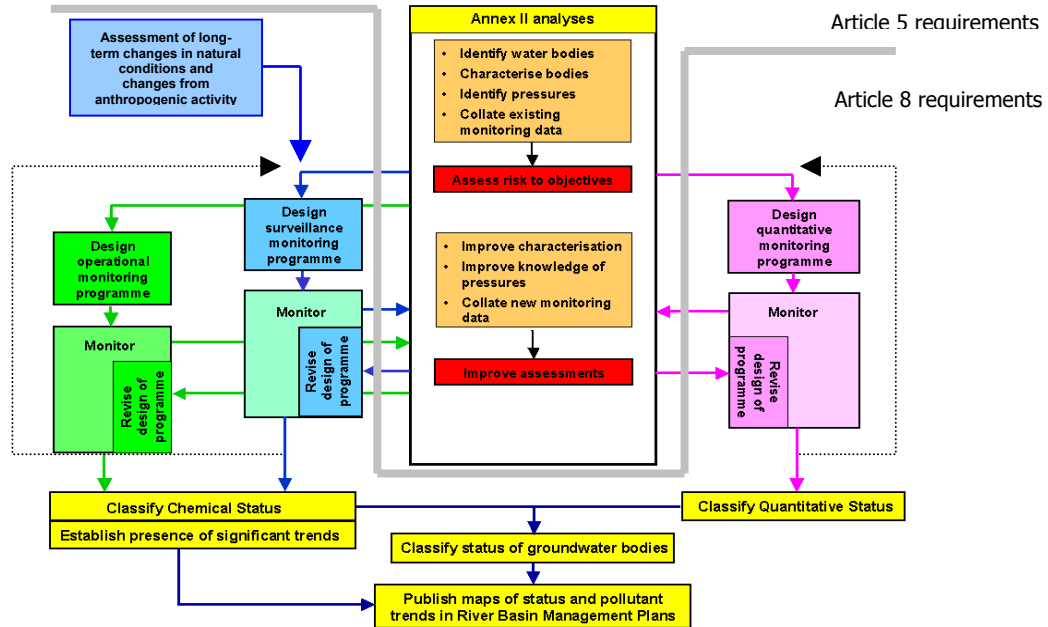 Annex II analyses
Article 5 requirements
Assessment of long-
term changes in natural
conditions and
changes from
anthropogenic activity
• Identify water bodies
• Characterise bodies
• Identify pressures
• Collate existing
monitoring data
Article 8 requirements
Assess risk to objectives
Design
surveillance
monitoring
programme
Design
quantitative
monitoring
programme
Design
operational
monitoring
programme
• Improve characterisation
• Improve knowledge of
pressures
• Collate new monitoring
data
Monitor
Monitor
Monitor
Revise
design of
programme
Revise
design of
programme
Improve assessments
Revise
design of
programme
Classify Chemical Status
Classify Quantitative Status
Establish presence of significant trends
Classify status of groundwater bodies
Publish maps of status and pollutant
trends in River Basin Management Plans